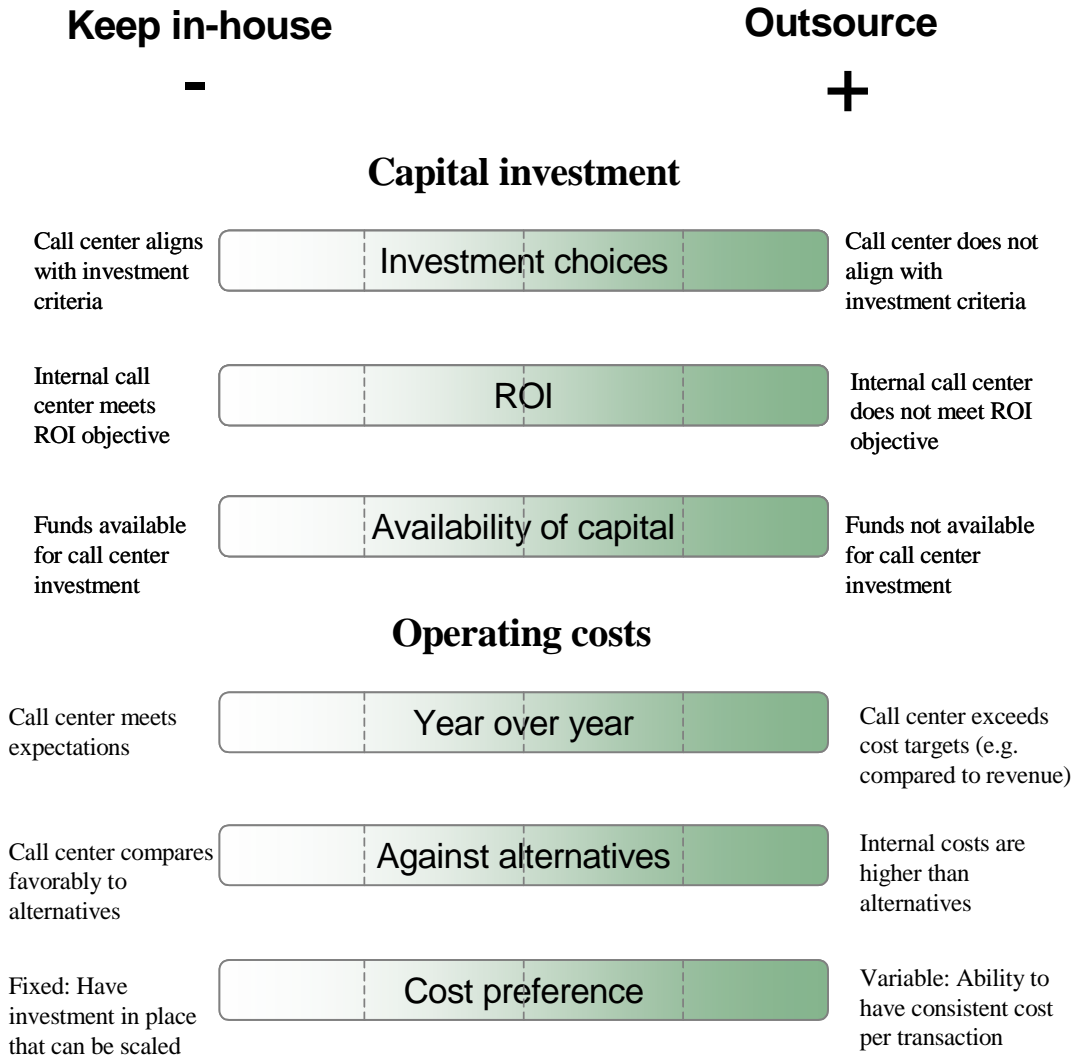 Keep in-house
Outsource
-
+
Capital investment
Call center aligns
with investment
criteria
Investment choices
Call center does not
align with
investment criteria
Internal call
center meets
ROI objective
ROI
Internal call center
does not meet ROI
objective
Funds available
for call center
investment
Availability of capital
Funds not available
for call center
investment
Operating costs
Call center meets
expectations
Year over year
Call center exceeds
cost targets (e.g.
compared to revenue)
Call center compares
favorably to
alternatives
Against alternatives
Internal costs are
higher than
alternatives
Fixed: Have
investment in place
that can be scaled
Cost preference
Variable: Ability to
have consistent cost
per transaction